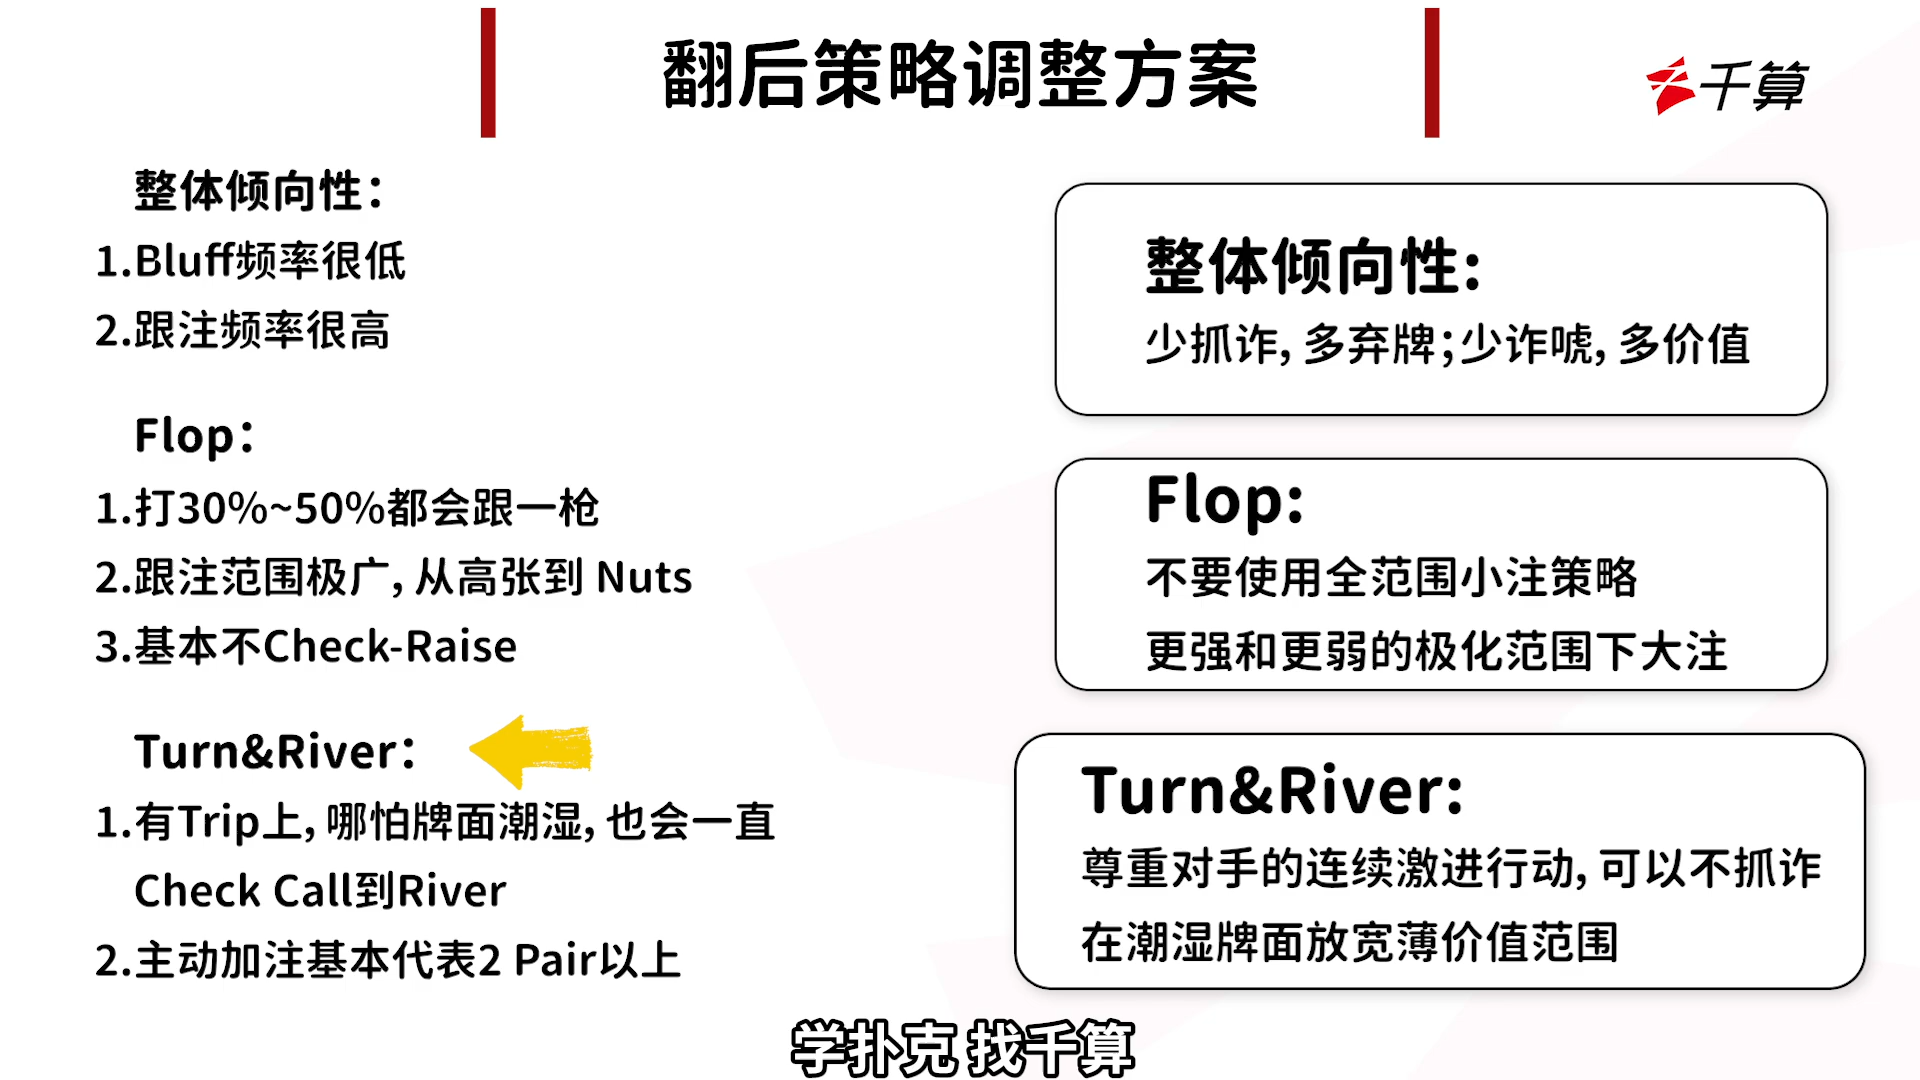 翻后策略调整方案
千算
整体倾向性：
1.Bluff频率很低
2.跟注频率很高
Flop：
1.打30%~50%都会跟一枪
2.跟注范围极广, 从高张到 Nuts
3.基本不Check-Raise
Turn&River：
1.有Trip上, 哪怕牌面潮湿, 也会一直
Check Call到River
2.主动加注基本代表2 Pair以上
整体倾向性:
少抓诈, 多弃牌；少诈唬, 多价值
Flop:
不要使用全范围小注策略
更强和更弱的极化范围下大注
Turn&River:
尊重对手的连续激进行动, 可以不抓诈
在潮湿牌面放宽薄价值范围
学扑克 找千算